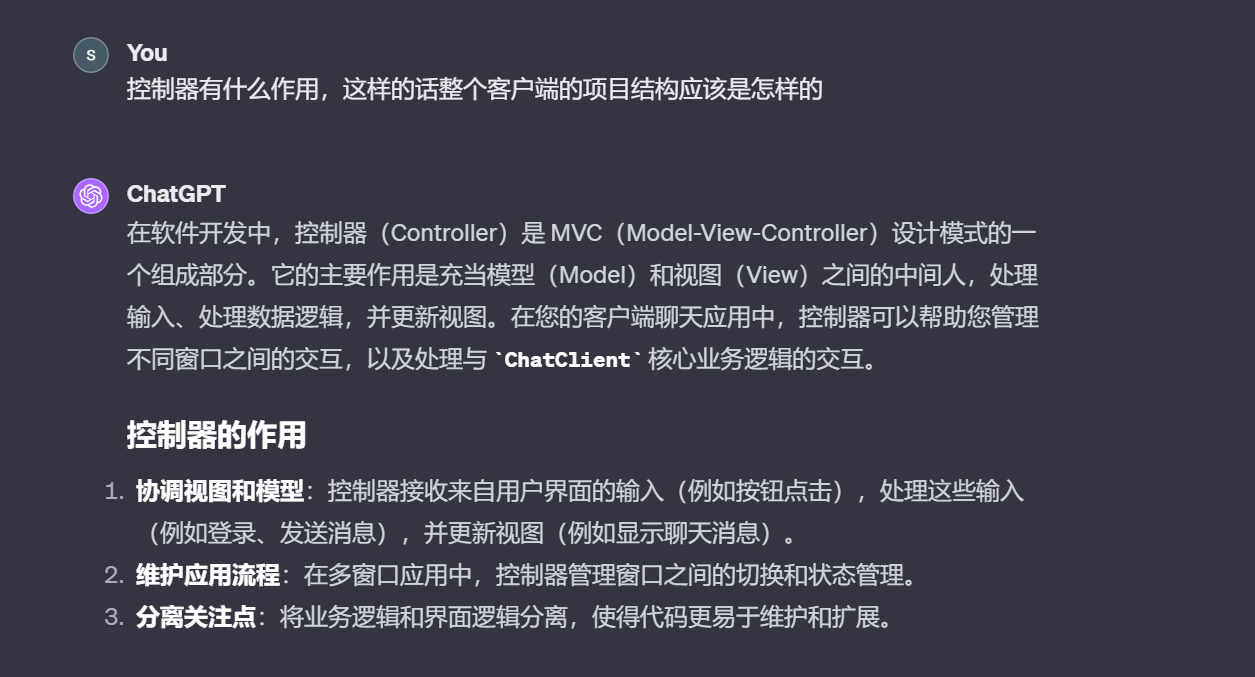 S
You
控制器有什么作用，这样的话整个客户端的项目结构应该是怎样的
ChatGPT
在软件开发中，控制器（Controller）是 MVC（Model-View-Controller）设计模式的一
个组成部分。它的主要作用是充当模型（Model）和视图（View）之间的中间人，处理
输入、处理数据逻辑，并更新视图。在您的客户端聊天应用中，控制器可以帮助您管理
不同窗口之间的交互，以及处理与 `ChatClient` 核心业务逻辑的交互。
控制器的作用
1. 协调视图和模型：控制器接收来自用户界面的输入（例如按钮点击），处理这些输入
（例如登录、发送消息），并更新视图（例如显示聊天消息）。
2. 维护应用流程：在多窗口应用中，控制器管理窗口之间的切换和状态管理。
3. 分离关注点：将业务逻辑和界面逻辑分离，使得代码更易于维护和扩展。